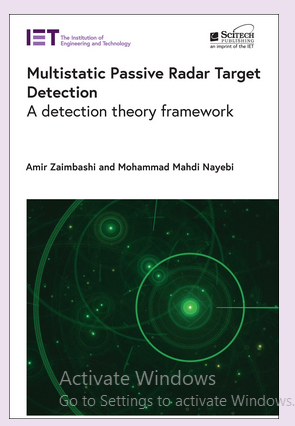 IET The Institution of
Engineering and Technology
SCITECH
PUBLISHING
an imprint of the IET
Multistatic Passive Radar Target
Detection
A detection theory framework
Amir Zaimbashi and Mohammad Mahdi Nayebi
Activate Windows
Go to Settings to activate Windows.